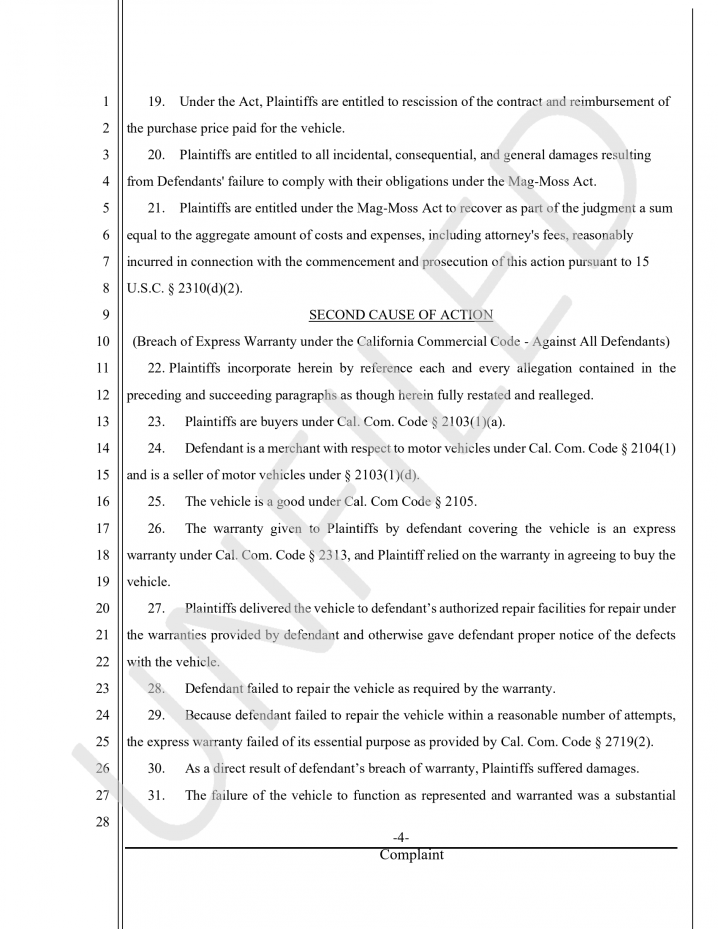 1 19. Under the Act, Plaintiffs are entitled to rescission of the contract and reimbursement of
2 the purchase price paid for the vehicle.
3 20. Plaintiffs are entitled to all incidental, consequential, and general damages resulting
4 from Defendants' failure to comply with their obligations under the Mag-Moss Act.
5 21. Plaintiffs are entitled under the Mag-Moss Act to recover as part of the judgment a sum
6 equal to the aggregate amount of costs and expenses, including attorney's fees, reasonably
7 incurred in connection with the commencement and prosecution of this action pursuant to 15
8 U.S.C. § 2310(d)(2).
9 SECOND CAUSE OF ACTION
10 (Breach of Express Warranty under the California Commercial Code - Against All Defendants)
11 22. Plaintiffs incorporate herein by reference each and every allegation contained in the
12 preceding and succeeding paragraphs as though herein fully restated and realleged.
13 23. Plaintiffs are buyers under Cal. Com. Code § 2103(1)(a).
14 24. Defendant is a merchant with respect to motor vehicles under Cal. Com. Code § 2104(1)
15 and is a seller of motor vehicles under § 2103(1)(d).
16 25. The vehicle is a good under Cal. Com Code § 2105.
17 26. The warranty given to Plaintiffs by defendant covering the vehicle is an express
18 warranty under Cal. Com. Code § 2313, and Plaintiff relied on the warranty in agreeing to buy the
19 vehicle.
20 27. Plaintiffs delivered the vehicle to defendant’s authorized repair facilities for repair under
21 the warranties provided by defendant and otherwise gave defendant proper notice of the defects
22 with the vehicle.
23 28. Defendant failed to repair the vehicle as required by the warranty.
24 29. Because defendant failed to repair the vehicle within a reasonable number of attempts,
25 the express warranty failed of its essential purpose as provided by Cal. Com. Code § 2719(2).
26 30. As a direct result of defendant’s breach of warranty, Plaintiffs suffered damages.
27 31. The failure of the vehicle to function as represented and warranted was a substantial
28
-4-
Complaint
UNFILED